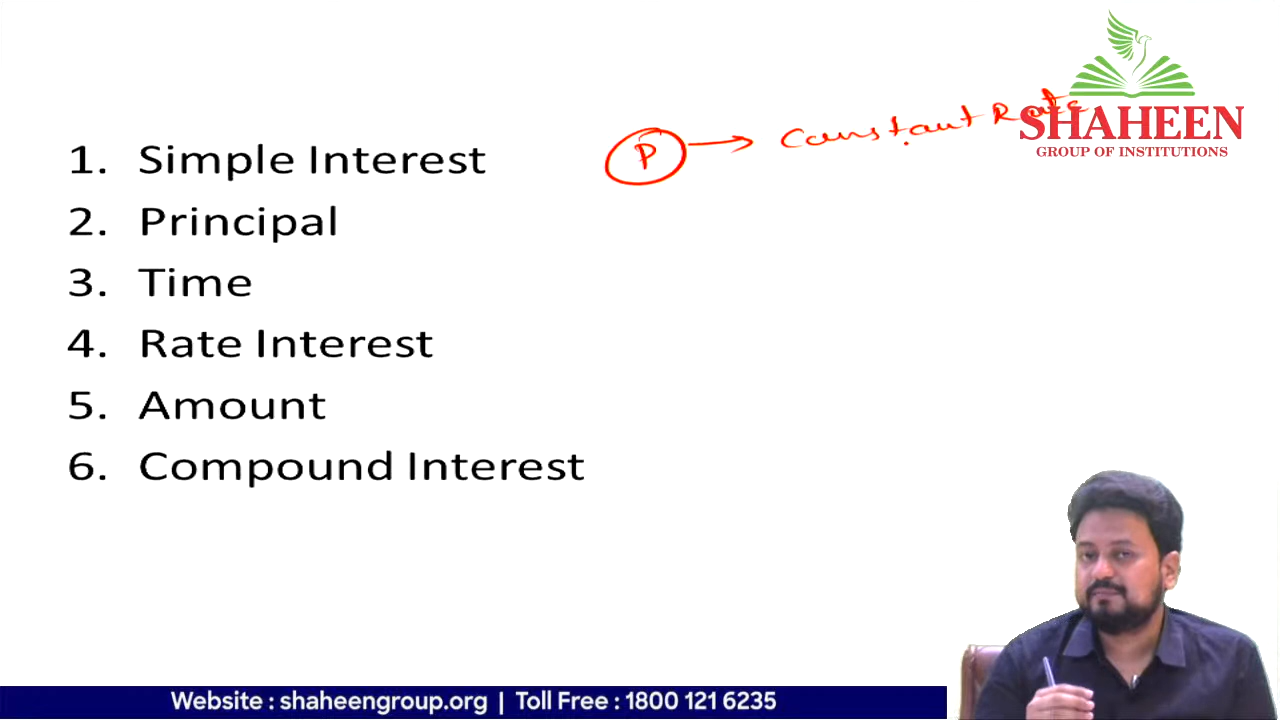 SHAHEEN
GROUP OF INSTITUTIONS
P → Constant Rate
1. Simple Interest
2. Principal
3. Time
4. Rate Interest
5. Amount
6. Compound Interest
Website : shaheengroup.org | Toll Free : 1800 121 6235